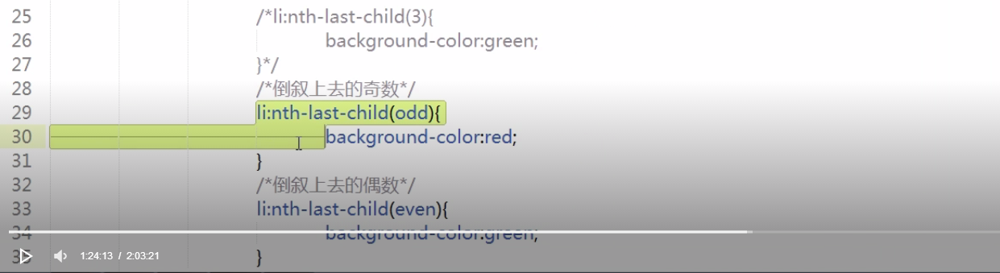 25 /*li:nth-last-child(3){
26 background-color:green;
27 }*/
28 /*倒叙上去的奇数*/
29 li:nth-last-child(odd){
30 background-color:red;
31 }
32 /*倒叙上去的偶数*/
33 li:nth-last-child(even){
34 background-color:green;
35 }
1:24:13 / 2:03:21